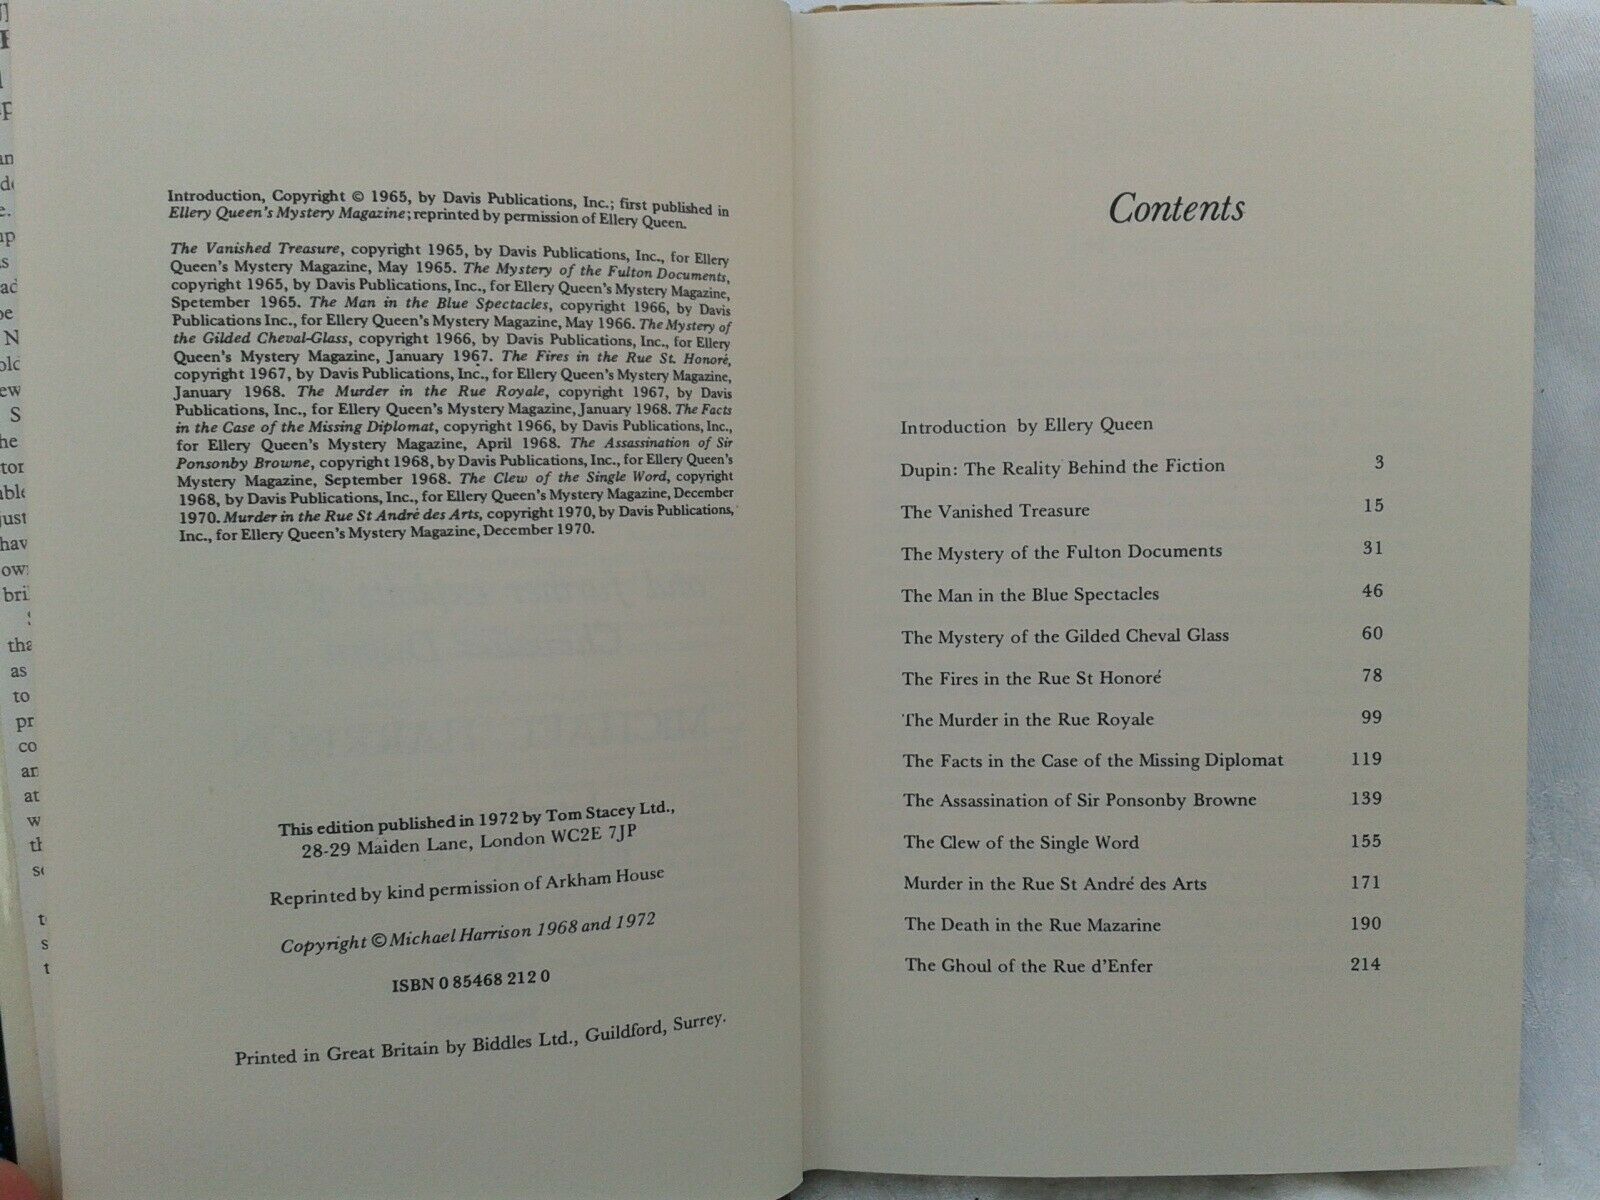 Introduction, Copyright © 1965, by Davis Publications, Inc.; first published in
Ellery Queen's Mystery Magazine; reprinted by permission of Ellery Queen.
The Vanished Treasure, copyright 1965, by Davis Publications, Inc., for Ellery
Queen's Mystery Magazine, May 1965. The Mystery of the Fulton Documents,
copyright 1965, by Davis Publications, Inc., for Ellery Queen's Mystery Magazine,
Spetember 1965. The Man in the Blue Spectacles, copyright 1966, by Davis
Publications Inc., for Ellery Queen's Mystery Magazine, May 1966. The Mystery of
the Gilded Cheval-Glass, copyright 1966, by Davis Publications, Inc., for Ellery
Queen's Mystery Magazine, January 1967. The Fires in the Rue St. Honoré,
copyright 1967, by Davis Publications, Inc., for Ellery Queen's Mystery Magazine,
January 1968. The Murder in the Rue Royale, copyright 1967, by Davis
Publications, Inc., for Ellery Queen's Mystery Magazine, January 1968. The Facts
in the Case of the Missing Diplomat, copyright 1966, by Davis Publications, Inc.,
for Ellery Queen's Mystery Magazine, April 1968. The Assassination of Sir
Ponsonby Browne, copyright 1968, by Davis Publications, Inc., for Ellery Queen's
Mystery Magazine, September 1968. The Clew of the Single Word, copyright
1968, by Davis Publications, Inc., for Ellery Queen's Mystery Magazine, December
1970. Murder in the Rue St André des Arts, copyright 1970, by Davis Publications,
Inc., for Ellery Queen's Mystery Magazine, December 1970.
This edition published in 1972 by Tom Stacey Ltd.,
28-29 Maiden Lane, London WC2E 7JP
Reprinted by kind permission of Arkham House
Copyright © Michael Harrison 1968 and 1972
ISBN 0 85468 212 0
Printed in Great Britain by Biddles Ltd., Guildford, Surrey.
Contents
Introduction by Ellery Queen
Dupin: The Reality Behind the Fiction 3
The Vanished Treasure 15
The Mystery of the Fulton Documents 31
The Man in the Blue Spectacles 46
The Mystery of the Gilded Cheval Glass 60
The Fires in the Rue St Honoré 78
The Murder in the Rue Royale 99
The Facts in the Case of the Missing Diplomat 119
The Assassination of Sir Ponsonby Browne 139
The Clew of the Single Word 155
Murder in the Rue St André des Arts 171
The Death in the Rue Mazarine 190
The Ghoul of the Rue d'Enfer 214